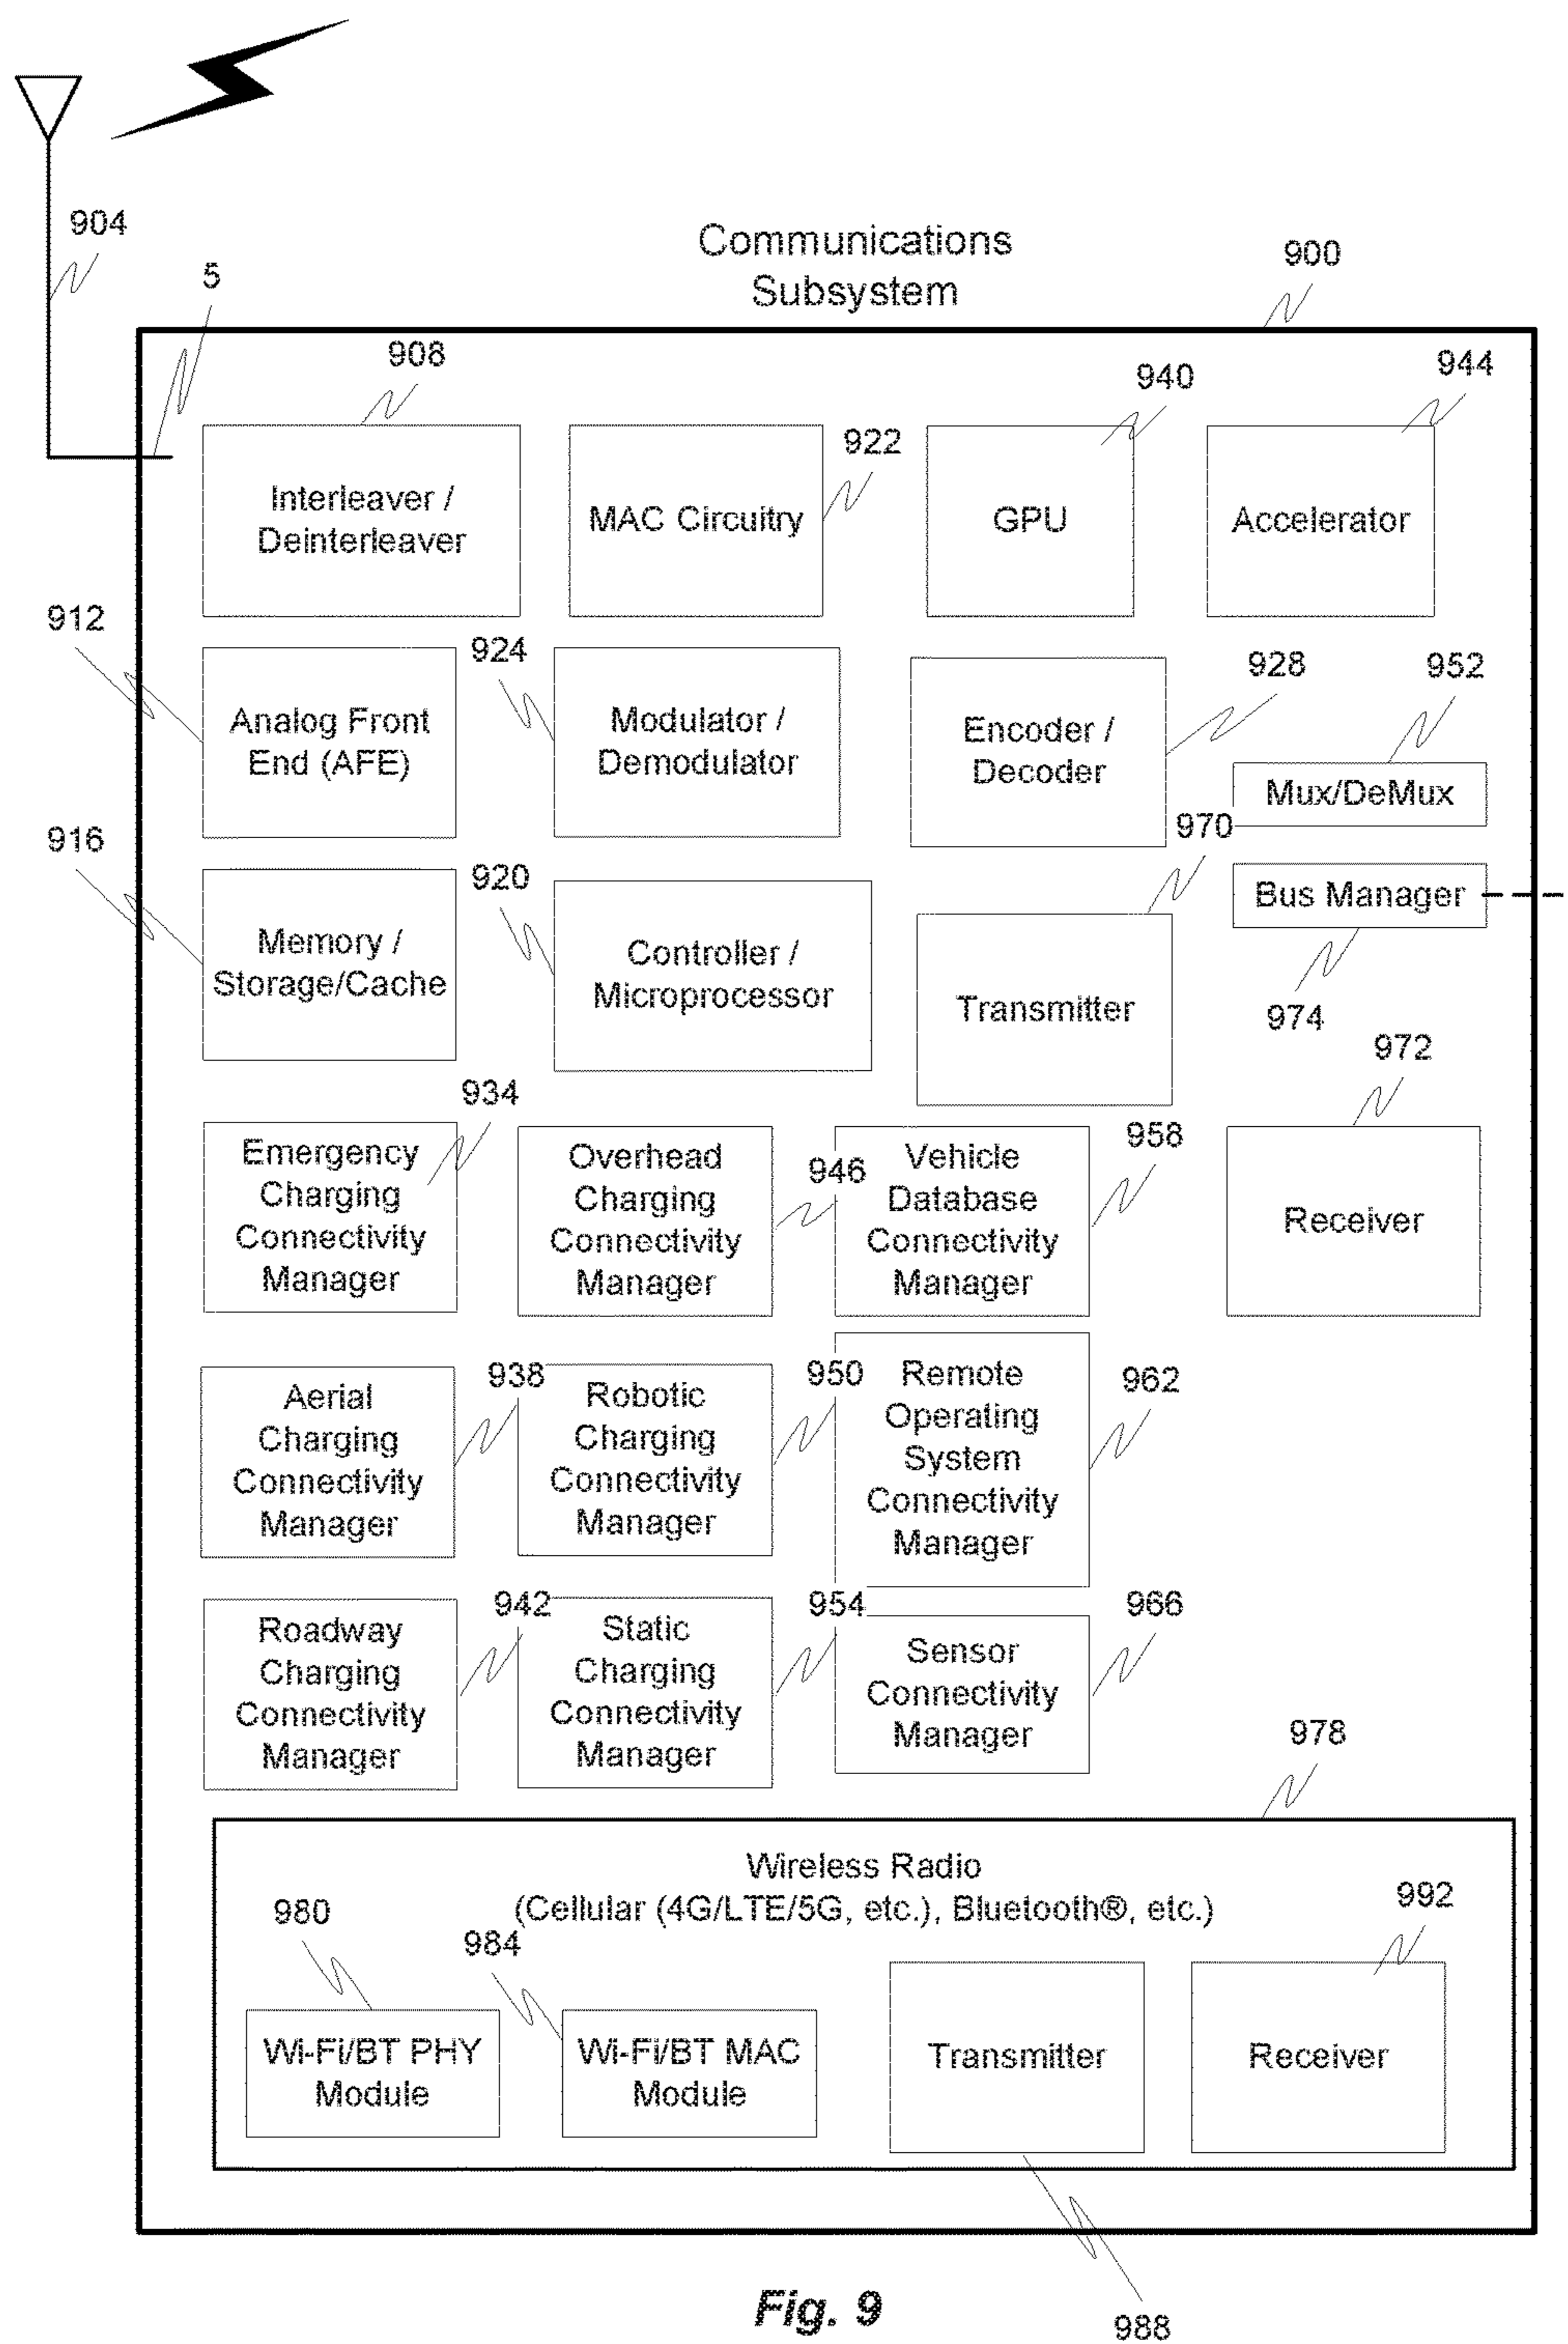 904
5
Communications
Subsystem
900
908
922
940
944
Interleaver /
Deinterleaver
MAC Circuitry
GPU
Accelerator
912
924
928
952
Analog Front
End (AFE)
Modulator /
Demodulator
Encoder /
Decoder
Mux/DeMux
916
920
970
Bus Manager
Memory /
Storage/Cache
Controller /
Microprocessor
Transmitter
974
972
934
946
958
Emergency
Charging
Connectivity
Manager
Overhead
Charging
Connectivity
Manager
Vehicle
Database
Connectivity
Manager
Receiver
938
950
962
Aerial
Charging
Connectivity
Manager
Robotic
Charging
Connectivity
Manager
Remote
Operating
System
Connectivity
Manager
942
954
966
Roadway
Charging
Connectivity
Manager
Static
Charging
Connectivity
Manager
Sensor
Connectivity
Manager
978
Wireless Radio
(Cellular (4G/LTE/5G, etc.), Bluetooth®, etc.)
980
984
992
Wi-Fi/BT PHY
Module
Wi-Fi/BT MAC
Module
Transmitter
Receiver
Fig. 9
988